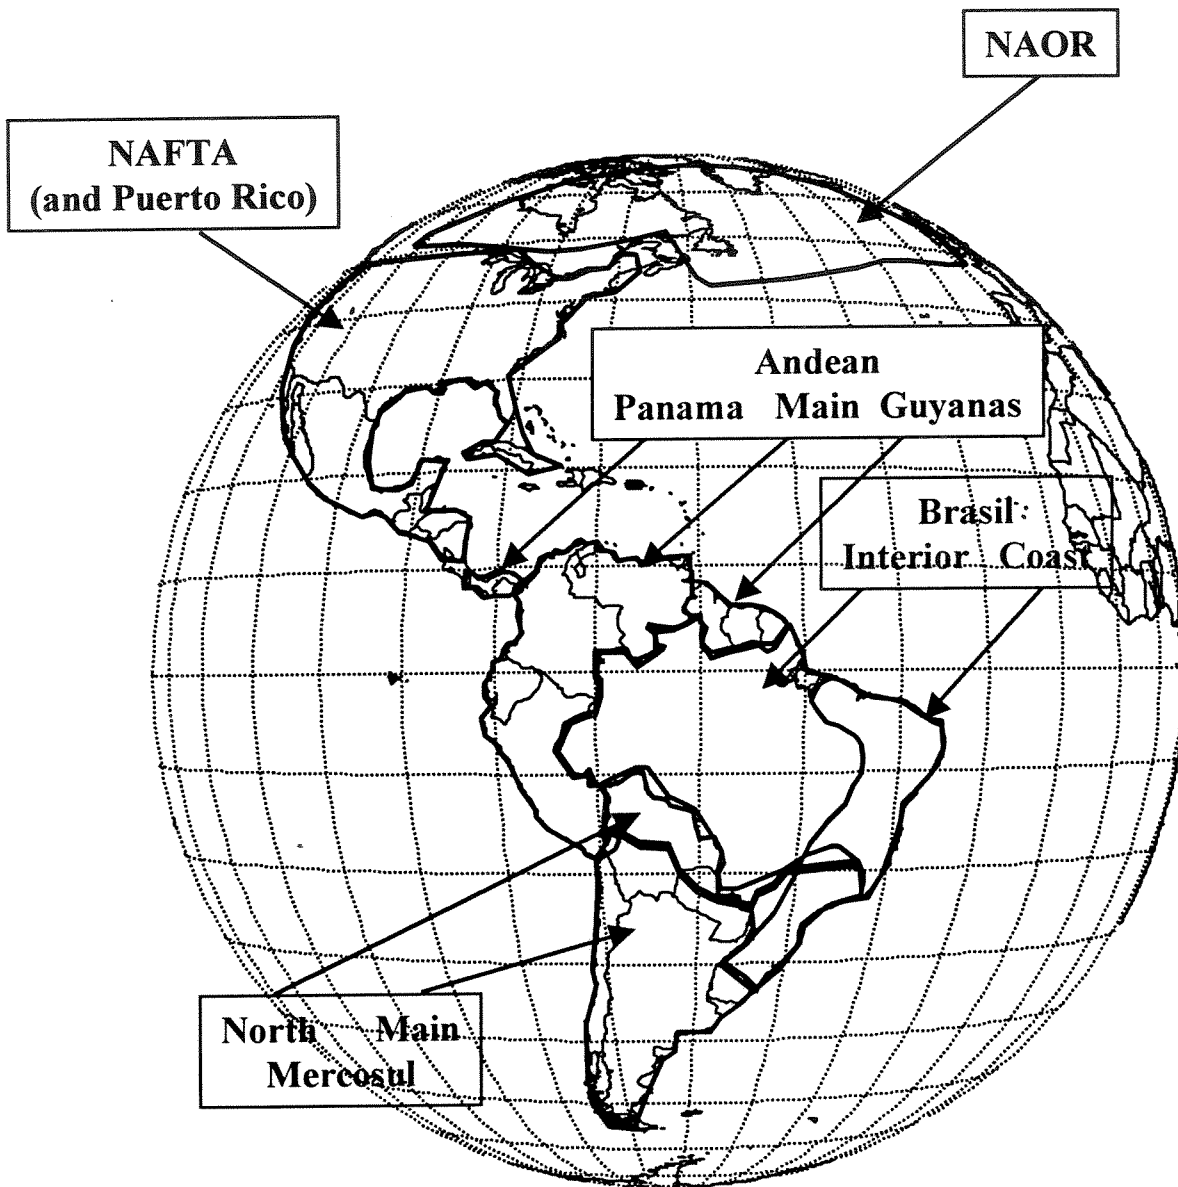 NAOR
NAFTA
(and Puerto Rico)
Andean
Panama Main Guyanas
Brasil
Interior Coast
North Main
Mercosul